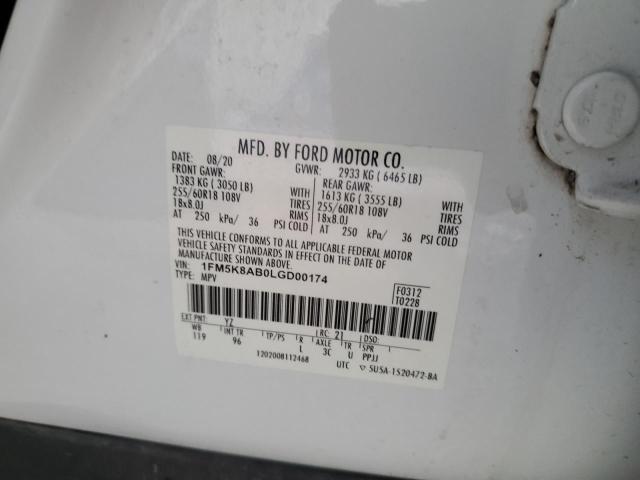 MFD. BY FORD MOTOR CO.
DATE: 08/20 GVWR: 2933 KG ( 6465 LB)
FRONT GAWR: REAR GAWR:
1383 KG ( 3050 LB) WITH 1613 KG ( 3555 LB) WITH
255/60R18 108V TIRES 255/60R18 108V TIRES
18x8.0J RIMS 18x8.0J RIMS
AT 250 kPa/ 36 PSI COLD AT 250 kPa/ 36 PSI COLD
THIS VEHICLE CONFORMS TO ALL APPLICABLE FEDERAL MOTOR
VEHICLE SAFETY STANDARDS IN EFFECT ON THE DATE OF
MANUFACTURE SHOWN ABOVE.
VIN: 1FM5K8AB0LGD00174
TYPE: MPV
F0312
T0228
EXT PNT: YZ RC: 21 DSO:
WB INT TR TP/PS R AXLE TR SPR
119 96 L 3C U PPJJ
1202008112468 UTC ▽ SU5A-1520472-BA